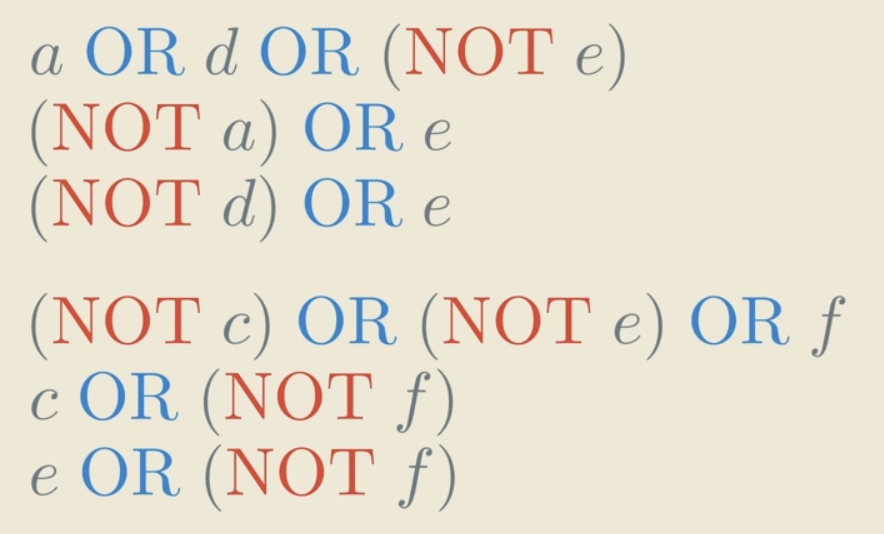 a OR d OR (NOT e)
(NOT a) OR e
(NOT d) OR e
(NOT c) OR (NOT e) OR f
c OR (NOT f)
e OR (NOT f)